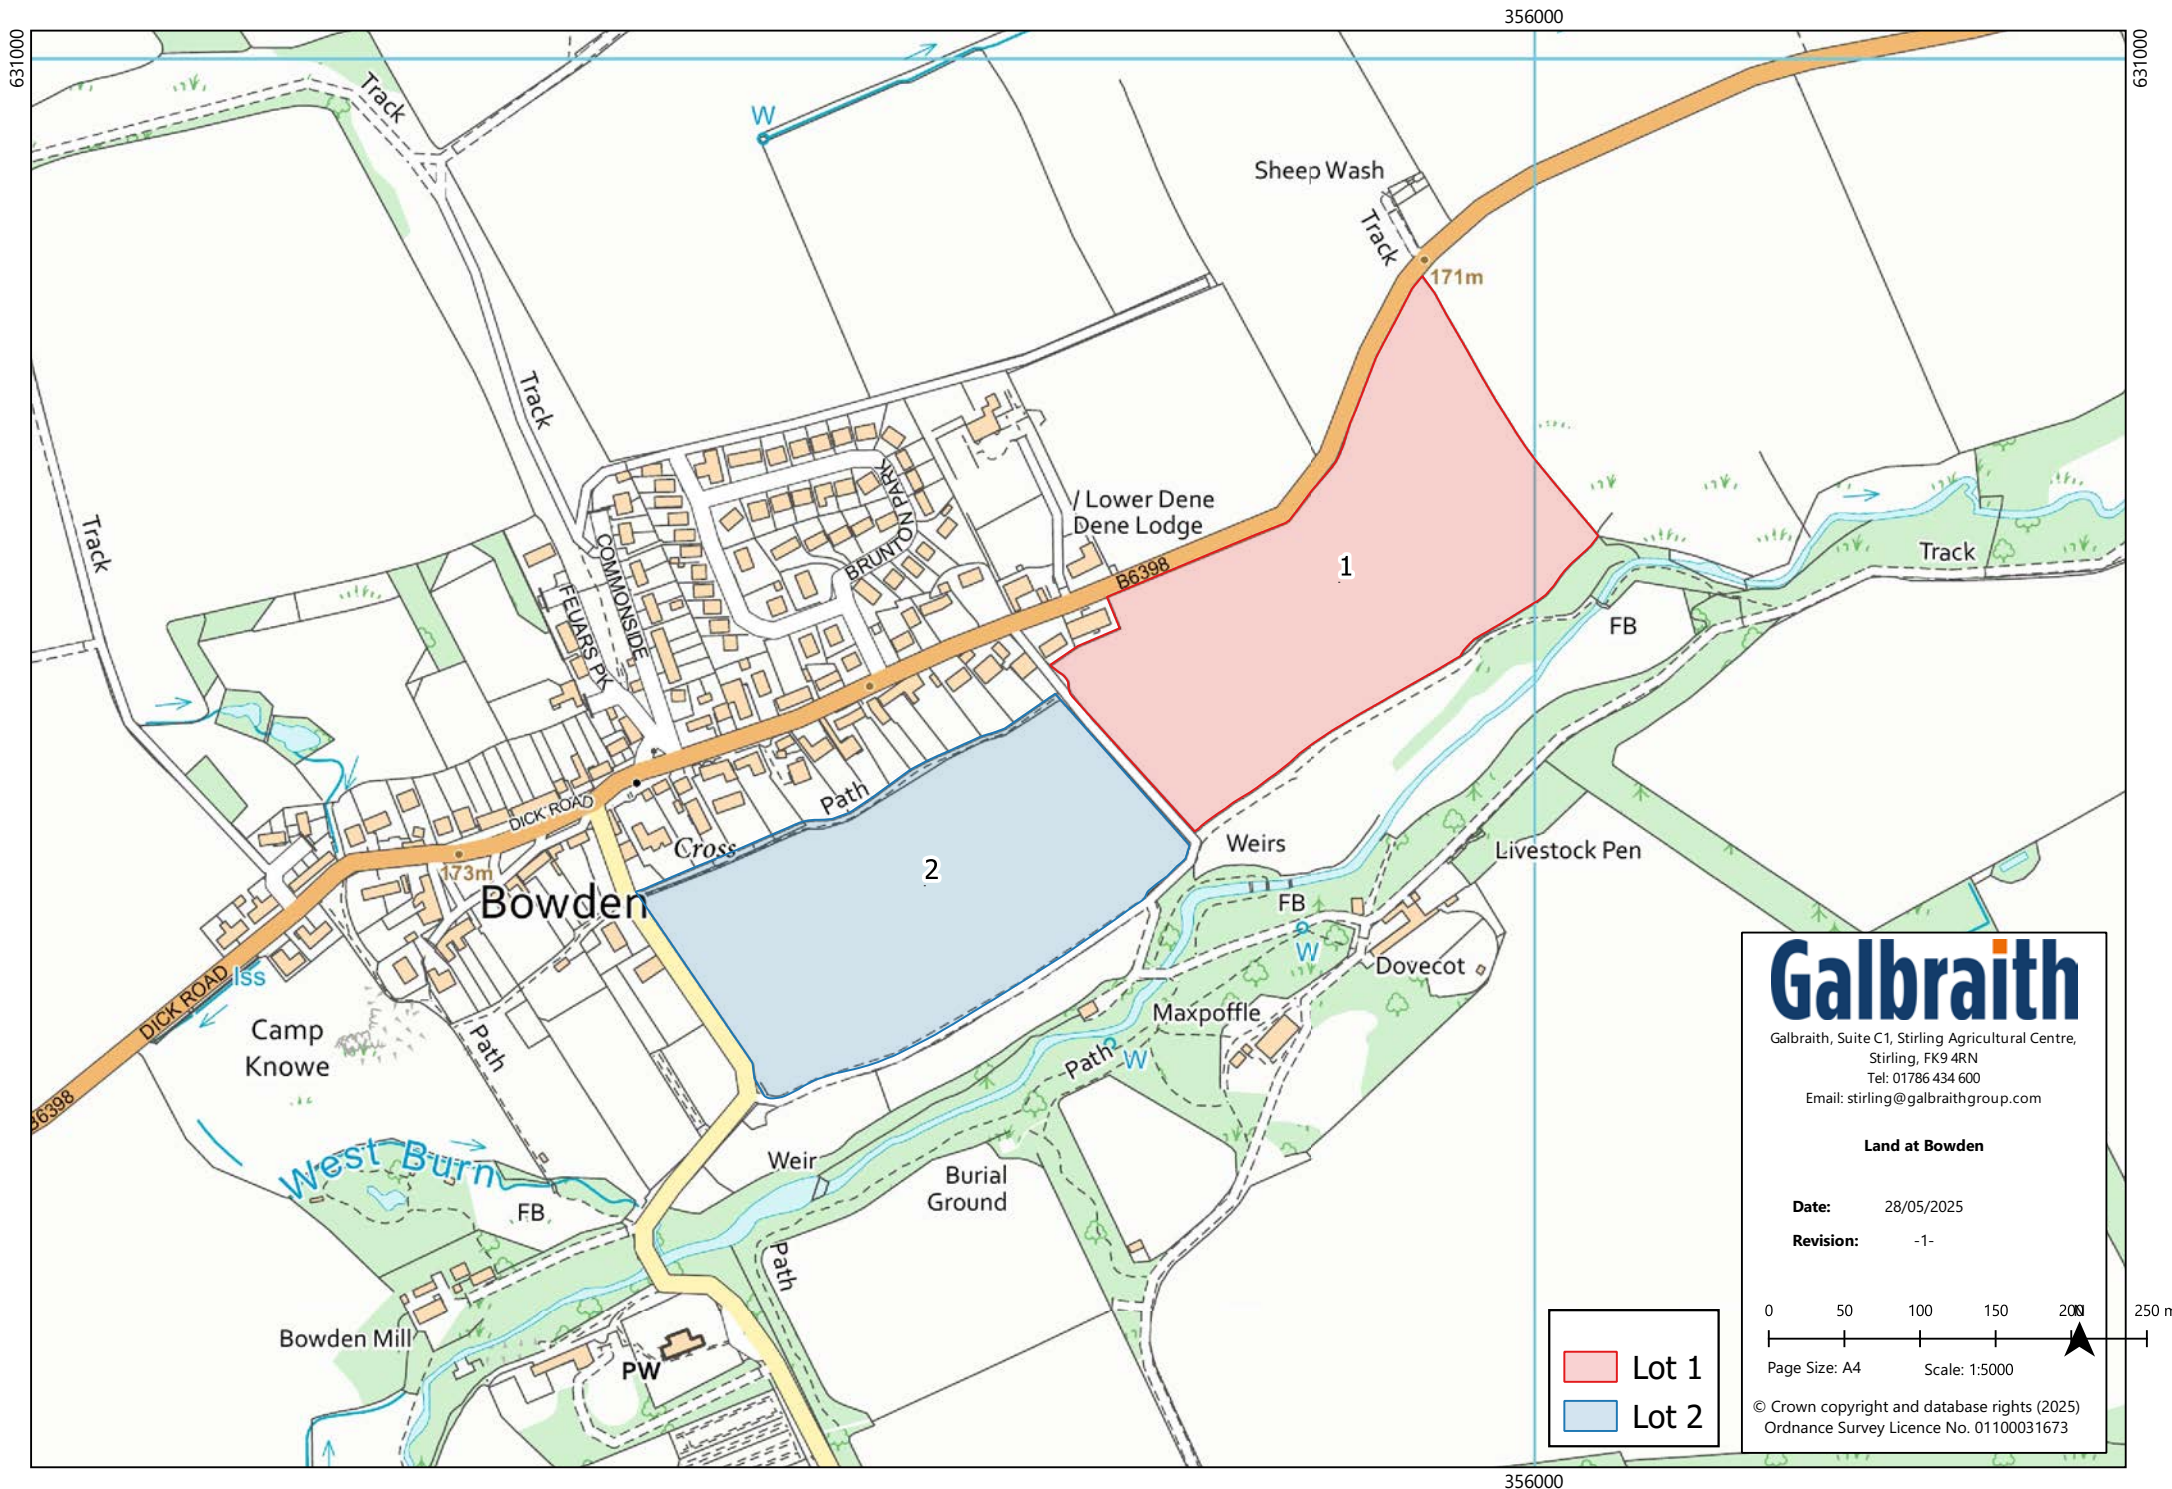 356000
631000
631000
Track
W
Sheep Wash
Track
171m
Track
/ Lower Dene
Dene Lodge
BRUNTON PARK
COMMONSIDE
FEUARS PK
B6398
1
Track
Track
FB
Path
DICK ROAD
Cross
173m
Bowden
2
Weirs
Livestock Pen
FB
W
Dovecot
Iss
DICK ROAD
Camp
Knowe
Path
Maxpoffle
Path
W
B6398
West Burn
FB
Weir
Burial
Ground
Path
Bowden Mill
PW
Lot 1
Lot 2
Galbraith
Galbraith, Suite C1, Stirling Agricultural Centre,
Stirling, FK9 4RN
Tel: 01786 434 600
Email: stirling@galbraithgroup.com
Land at Bowden
Date: 28/05/2025
Revision: -1-
0 50 100 150 200 250 m
N
Page Size: A4 Scale: 1:5000
© Crown copyright and database rights (2025)
Ordnance Survey Licence No. 01100031673
356000